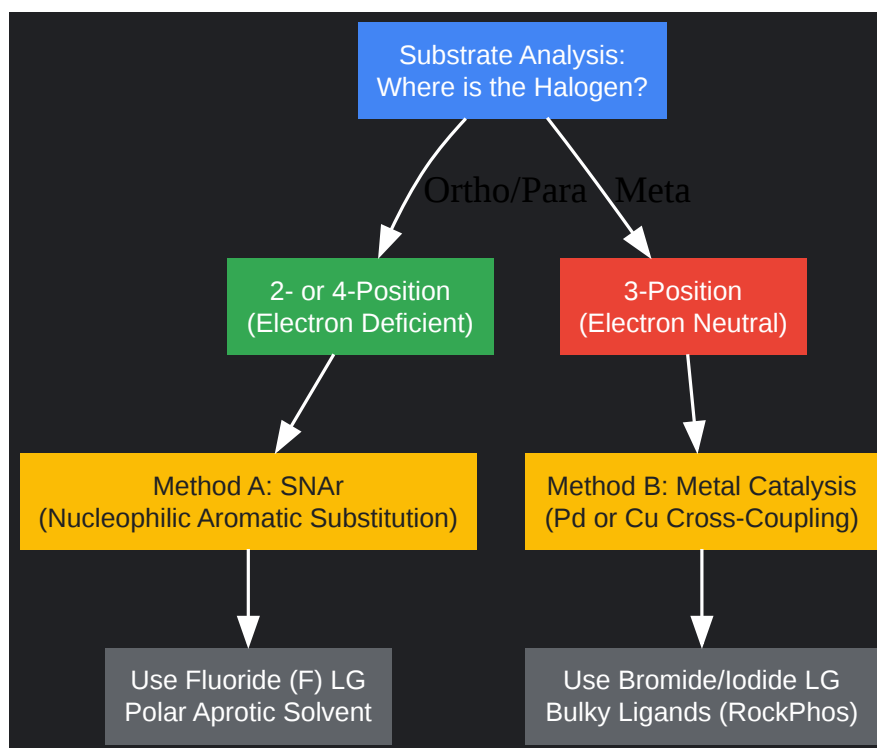 Substrate Analysis:
Where is the Halogen?
Ortho/Para
Meta
2- or 4-Position
(Electron Deficient)
3-Position
(Electron Neutral)
Method A: SNAr
(Nucleophilic Aromatic Substitution)
Method B: Metal Catalysis
(Pd or Cu Cross-Coupling)
Use Fluoride (F) LG
Polar Aprotic Solvent
Use Bromide/Iodide LG
Bulky Ligands (RockPhos)